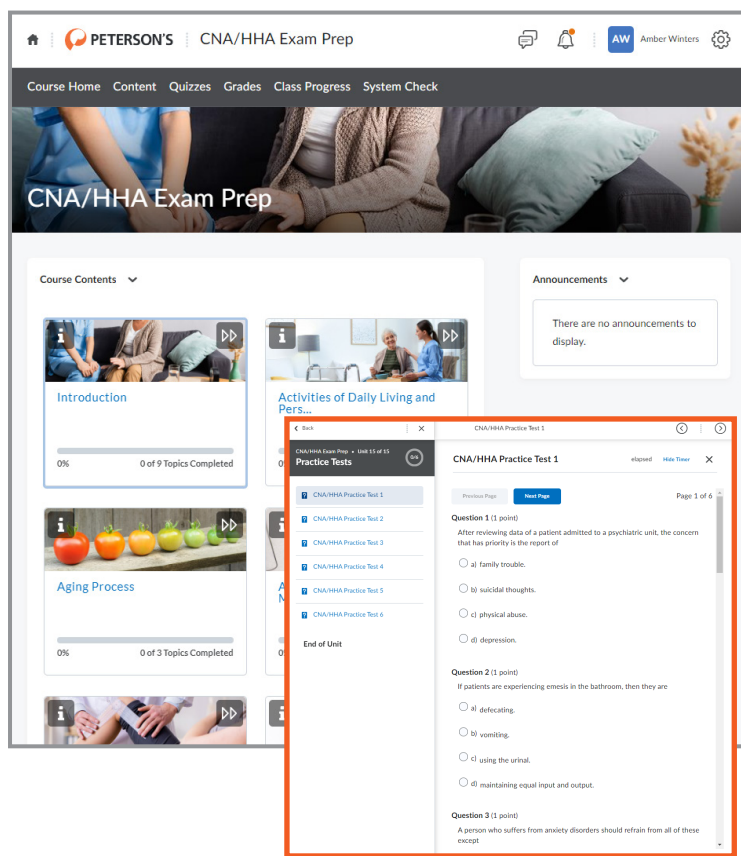 PETERSON'S
CNA/HHA Exam Prep
AW
Amber Winters
Course Home Content Quizzes Grades Class Progress System Check
CNA/HHA Exam Prep
Course Contents
Announcements
There are no announcements to
display.
Introduction
0%
0 of 9 Topics Completed
Activities of Daily Living and
Pers...
Aging Process
0%
0 of 3 Topics Completed
Back
CNA/HHA Practice Test 1
CNA/HHA Exam Prep • Unit 15 of 15
Practice Tests
0/6
CNA/HHA Practice Test 1
CNA/HHA Practice Test 2
CNA/HHA Practice Test 3
CNA/HHA Practice Test 4
CNA/HHA Practice Test 5
CNA/HHA Practice Test 6
End of Unit
CNA/HHA Practice Test 1
elapsed
Hide Timer
Previous Page
Next Page
Page 1 of 6
Question 1 (1 point)
After reviewing data of a patient admitted to a psychiatric unit, the concern
that has priority is the report of
a) family trouble.
b) suicidal thoughts.
c) physical abuse.
d) depression.
Question 2 (1 point)
If patients are experiencing emesis in the bathroom, then they are
a) defecating.
b) vomiting.
c) using the urinal.
d) maintaining equal input and output.
Question 3 (1 point)
A person who suffers from anxiety disorders should refrain from all of these
except